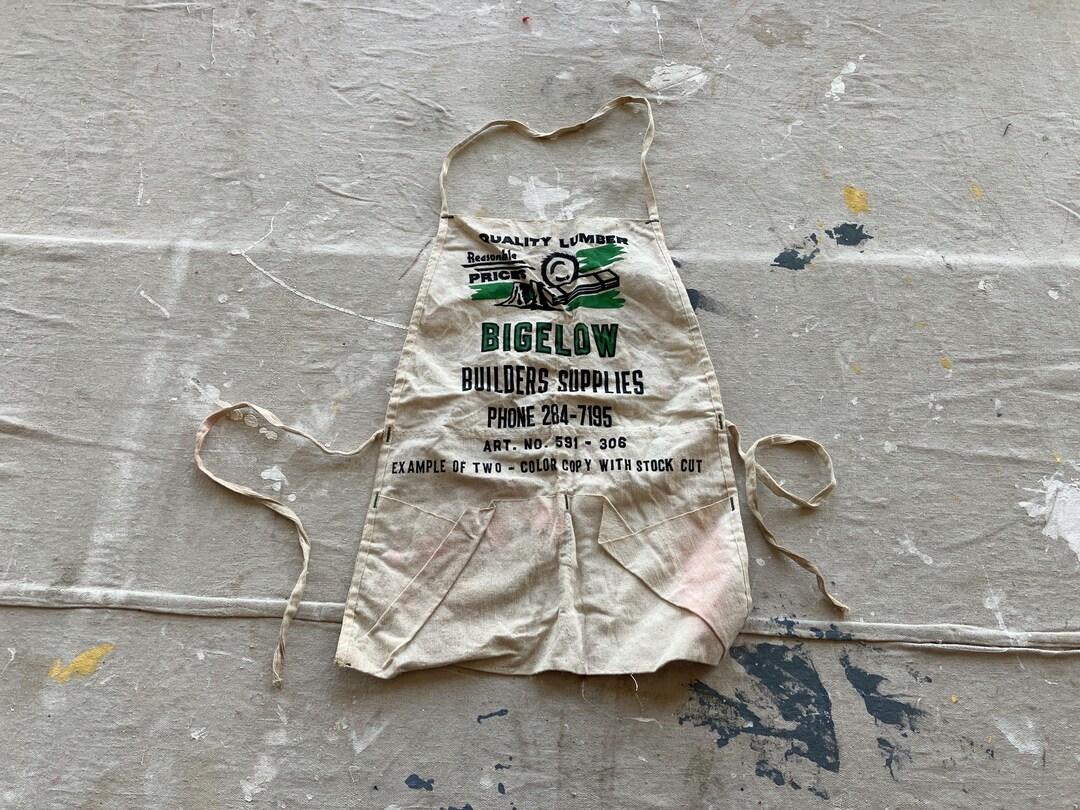 QUALITY LUMBER
Reasonable
PRICES
BIGELOW
BUILDERS SUPPLIES
PHONE 284-7195
ART. NO. 591 - 306
EXAMPLE OF TWO - COLOR COPY WITH STOCK CUT